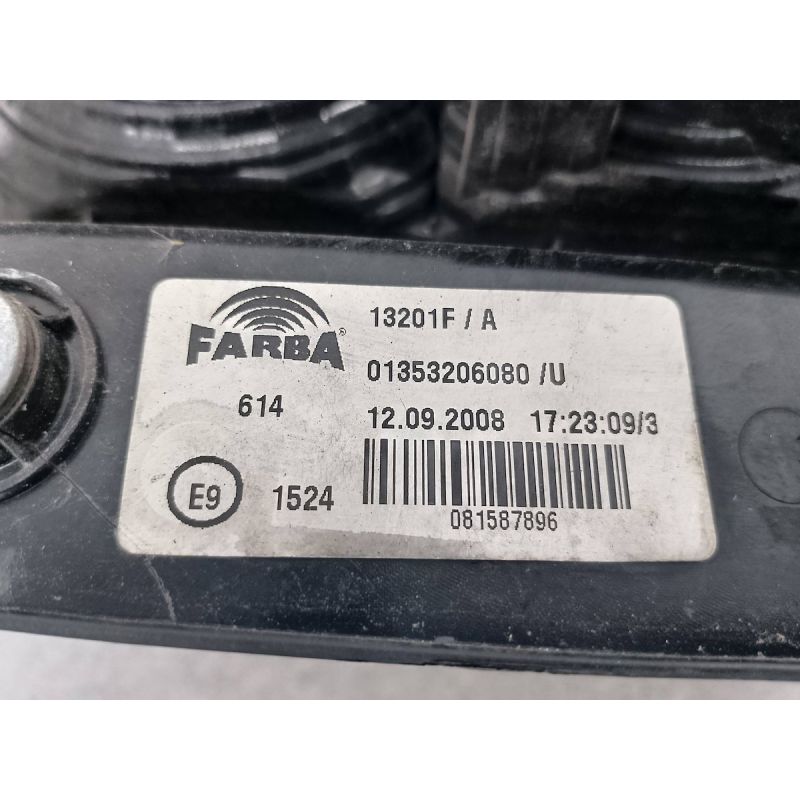 FARBA®
13201F / A
01353206080 /U
614
12.09.2008 17:23:09/3
E9
1524
081587896